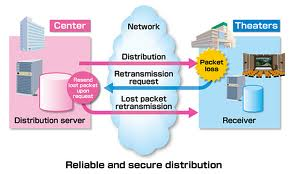 Center
Network
Theaters
Distribution
Packet
loss
Retransmission
request
Resend
lost packet
upon
request
Lost packet
retransmission
Distribution server
Receiver
Reliable and secure distribution